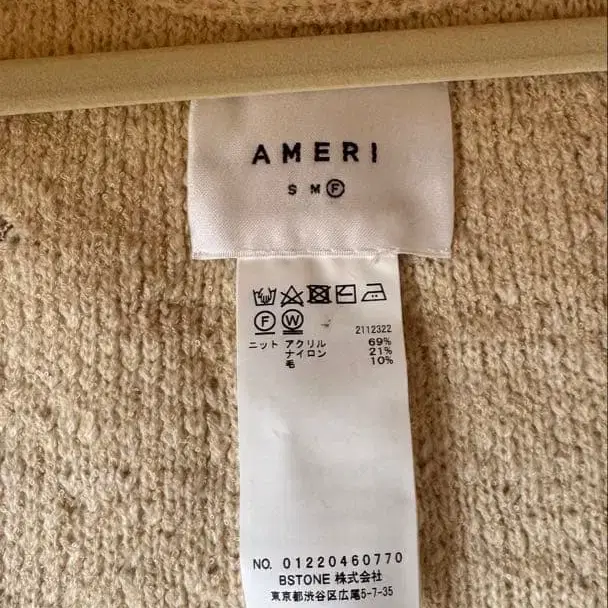 AMERI
S M Ⓕ
Ⓕ Ⓦ
2112322
ニット アクリル 69%
ナイロン 21%
毛 10%
NO. 01220460770
BSTONE 株式会社
東京都渋谷区広尾5-7-35